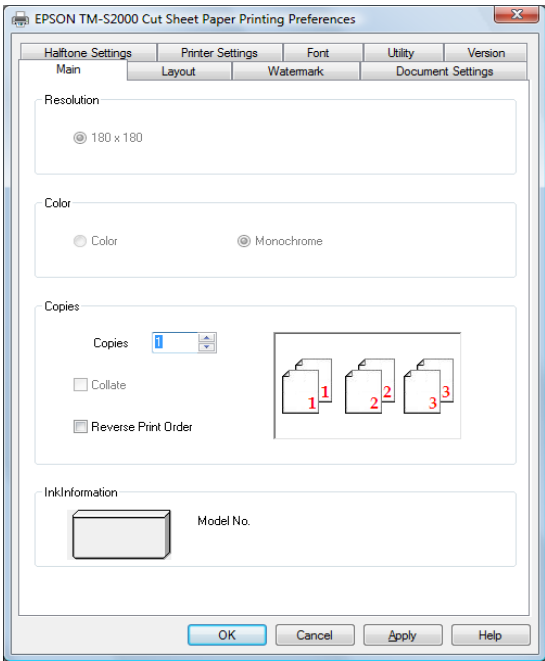 EPSON TM-S2000 Cut Sheet Paper Printing Preferences
Halftone Settings Printer Settings Font Utility Version
Main Layout Watermark Document Settings
Resolution
180 x 180
Color
Color Monochrome
Copies
Copies 1
Collate
Reverse Print Order
1 1 2 2 3 3
InkInformation
Model No.
OK Cancel Apply Help